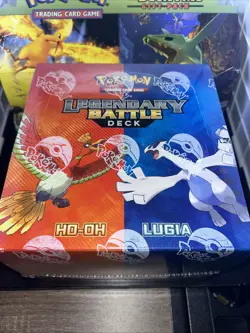 TRADING CARD GAME
POKÉMON
TRADING CARD GAME
LEGENDARY
BATTLE
DECK
HO-OH
LUGIA